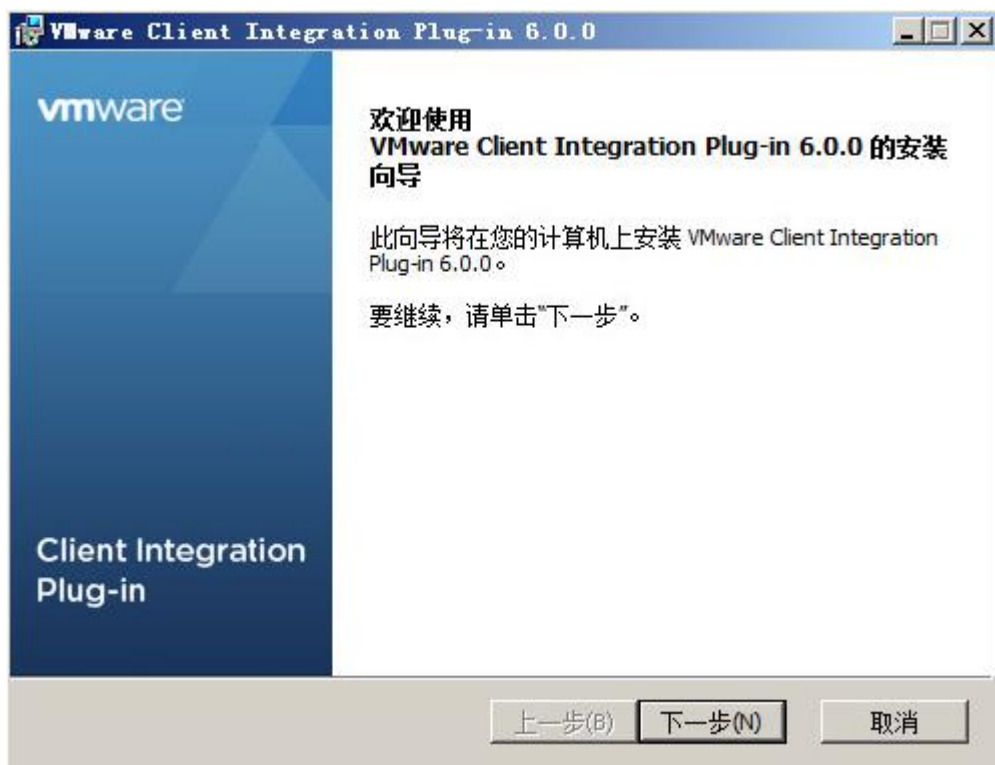 VMware Client Integration Plug-in 6.0.0
vmware
欢迎使用
VMware Client Integration Plug-in 6.0.0 的安装
向导
此向导将在您的计算机上安装 VMware Client Integration
Plug-in 6.0.0。
要继续，请单击“下一步”。
Client Integration
Plug-in
上一步(B) 下一步(N) 取消